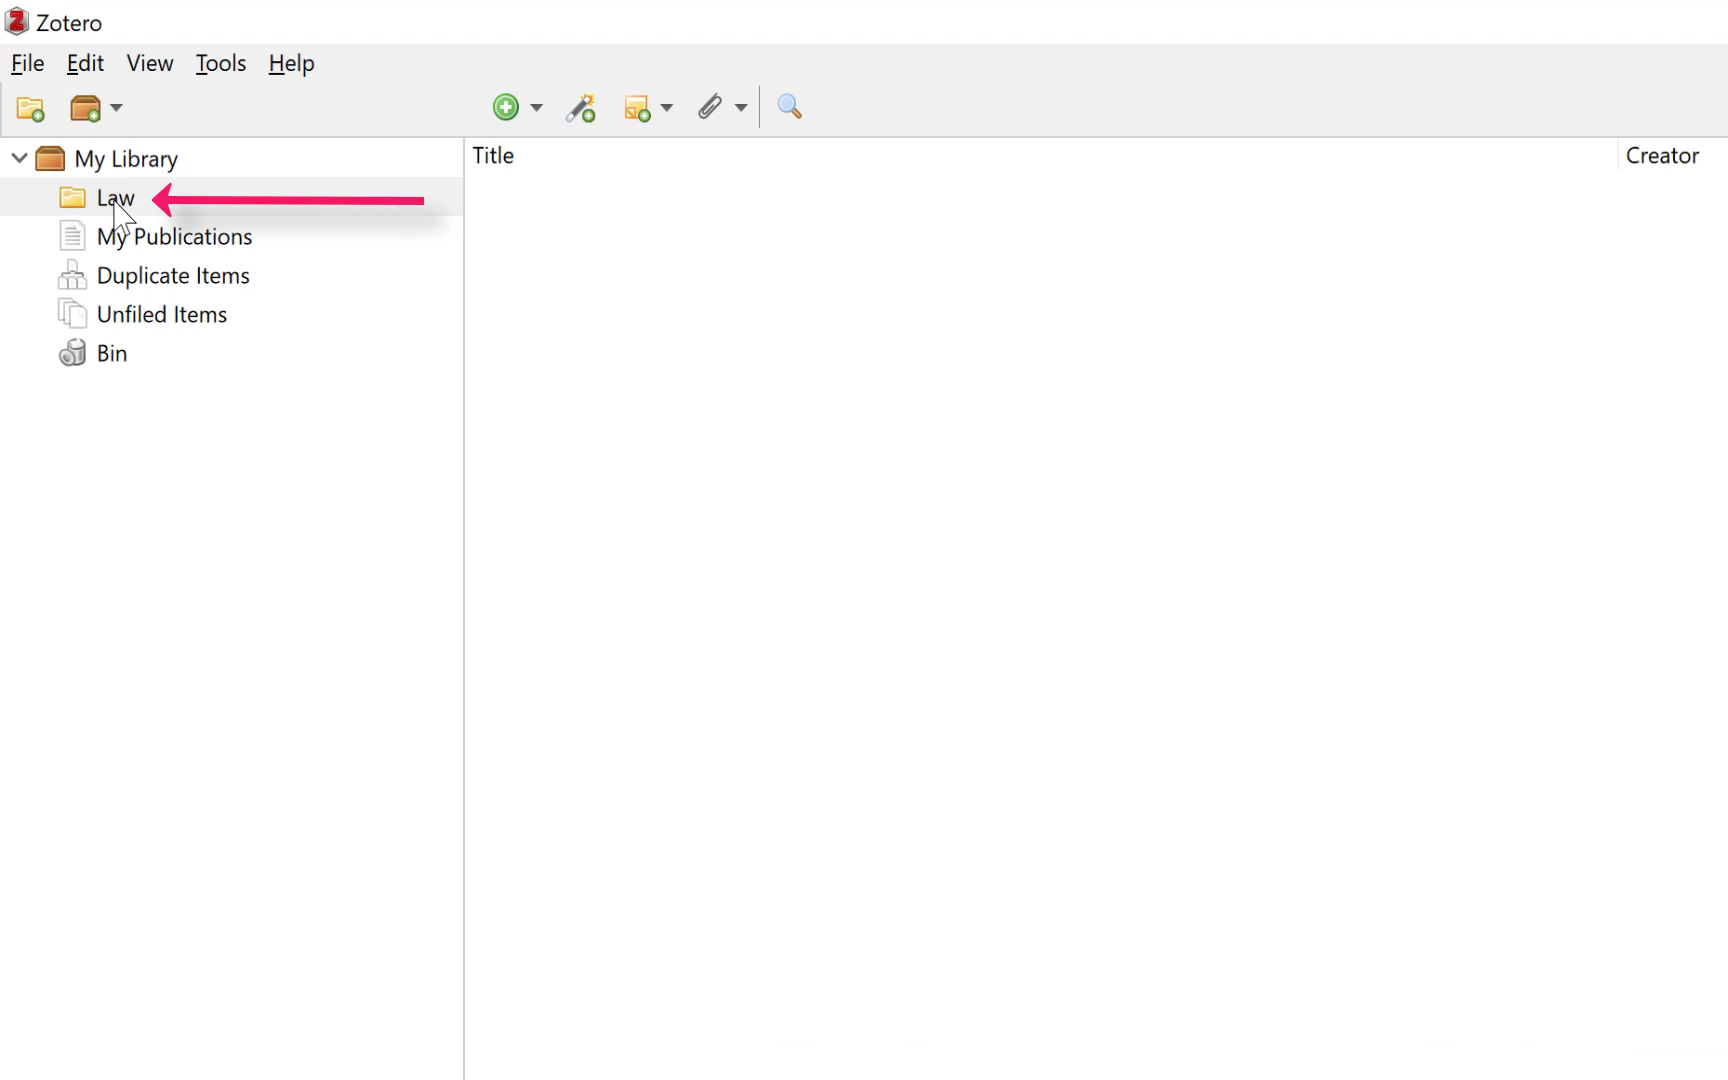 Zotero
File Edit View Tools Help
My Library
Title
Creator
Law
My Publications
Duplicate Items
Unfiled Items
Bin